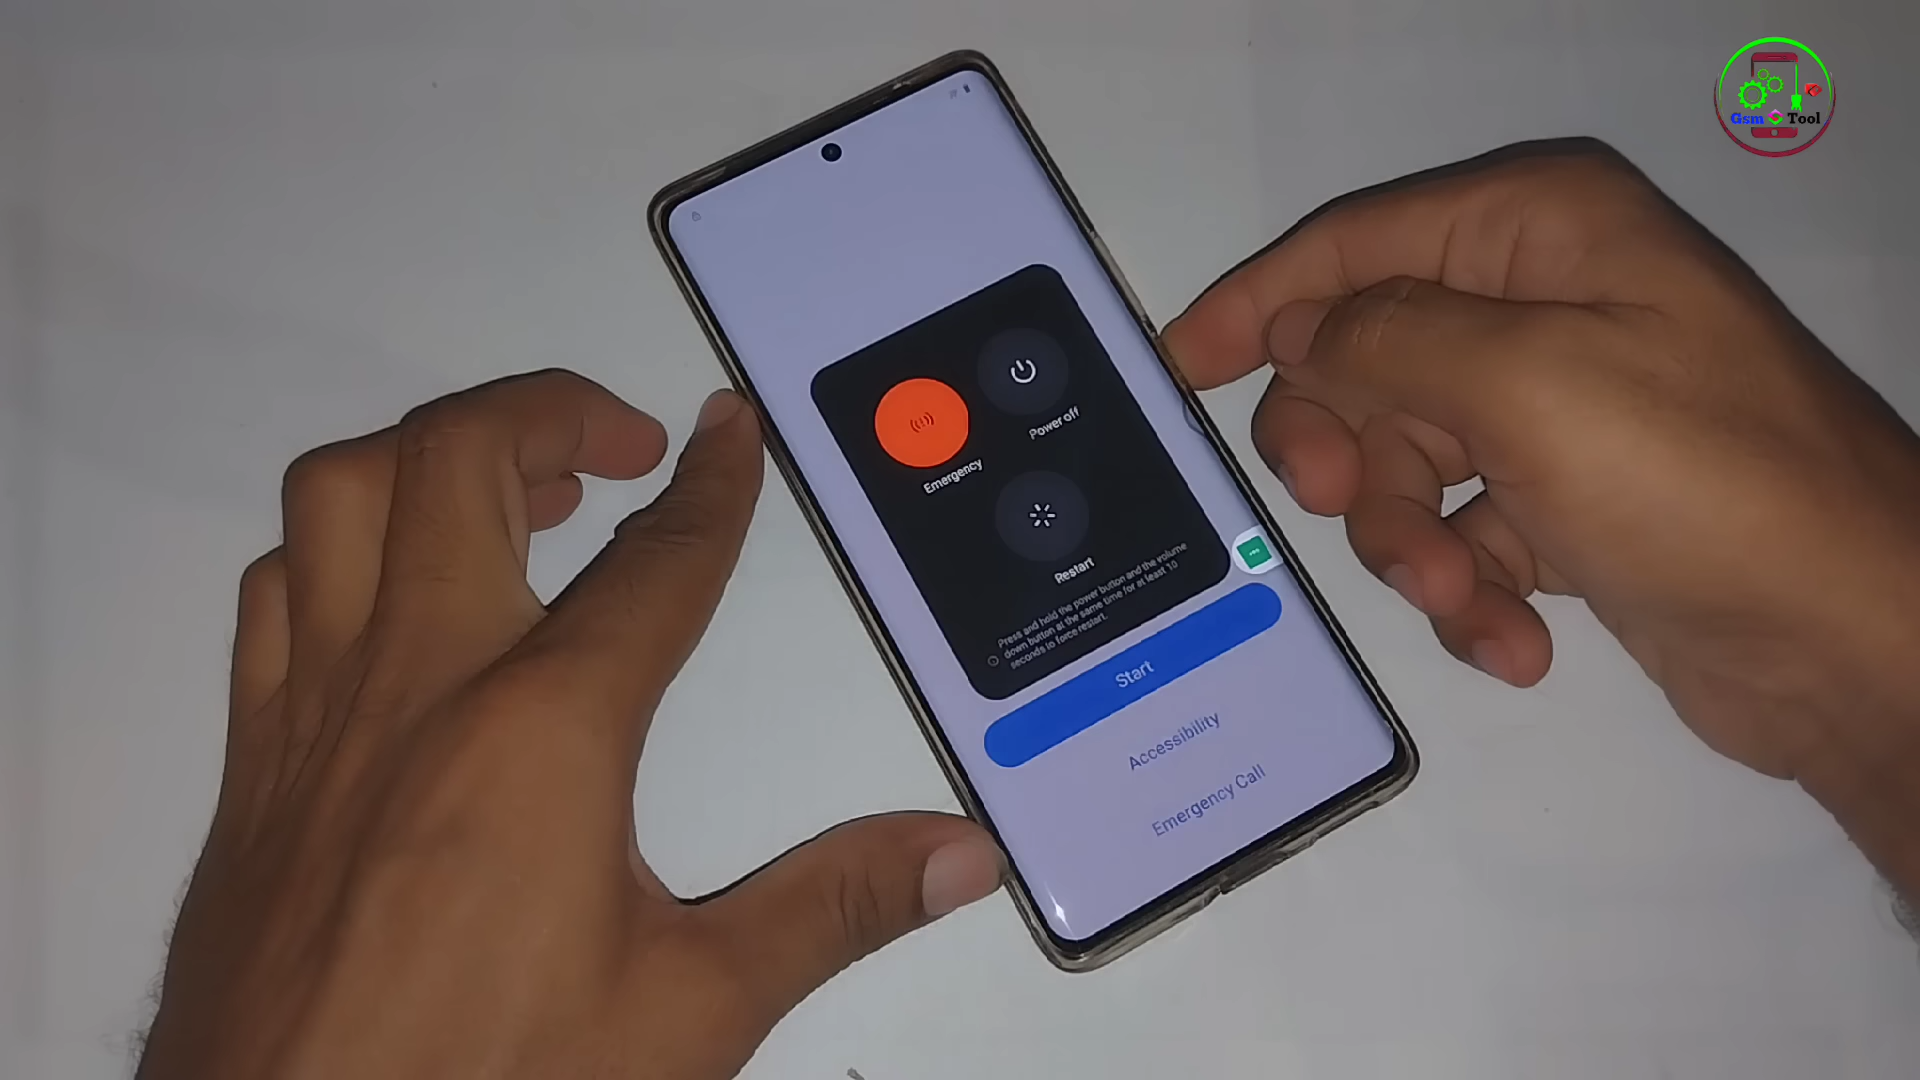 Gsm Tool
Power off
Emergency
Restart
Press and hold the power button and the volume
down button at the same time for at least 10
seconds to force restart.
Start
Accessibility
Emergency Call